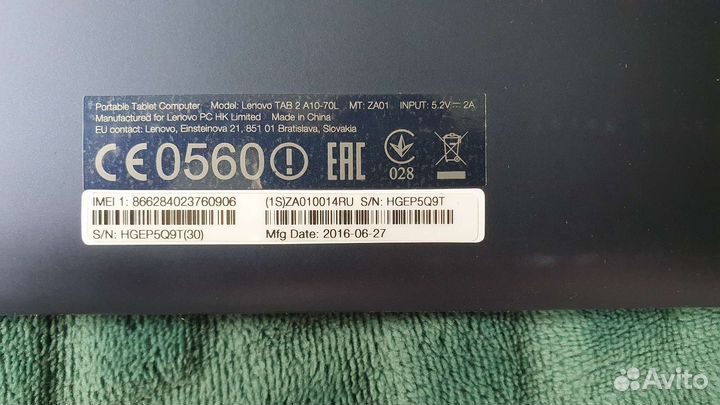 Portable Tablet Computer Model: Lenovo TAB 2 A10-70L MT: ZA01 INPUT: 5.2V⎓2A
Manufactured for Lenovo PC HK Limited Made in China
EU contact: Lenovo, Einsteinova 21, 851 01 Bratislava, Slovakia
CE0560 EAC
028
IMEI 1: 866284023760906 (1S)ZA010014RU S/N: HGEP5Q9T
S/N: HGEP5Q9T(30) Mfg Date: 2016-06-27
Avito